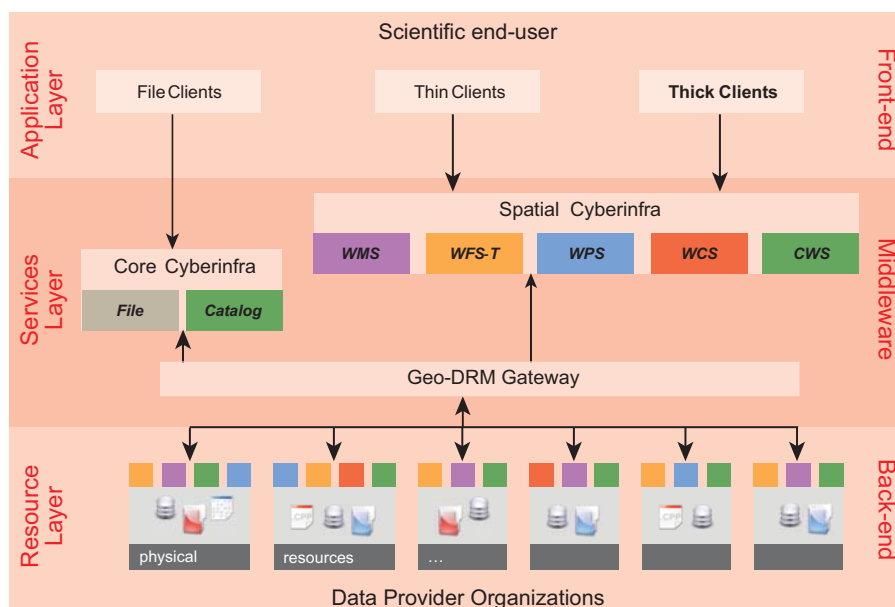 Scientific end-user
Application
Layer
Front-end
File Clients
Thin Clients
Thick Clients
Services
Layer
Middleware
Spatial Cyberinfra
WMS
WFS-T
WPS
WCS
CWS
Core Cyberinfra
File
Catalog
Geo-DRM Gateway
Resource
Layer
Back-end
.CPP
.CPP
physical
resources
...
Data Provider Organizations